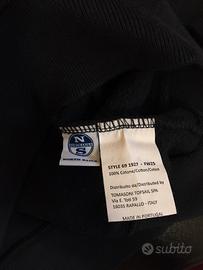 N
S
NORTH SAILS
STYLE 69 1927 - FW25
100% Cotone/Cotton/Coton
Distribuito da/Distributed by
TOMASONI TOPSAIL SPA
Via E. Toti 59
16035 RAPALLO - ITALY
MADE IN PORTUGAL
subito